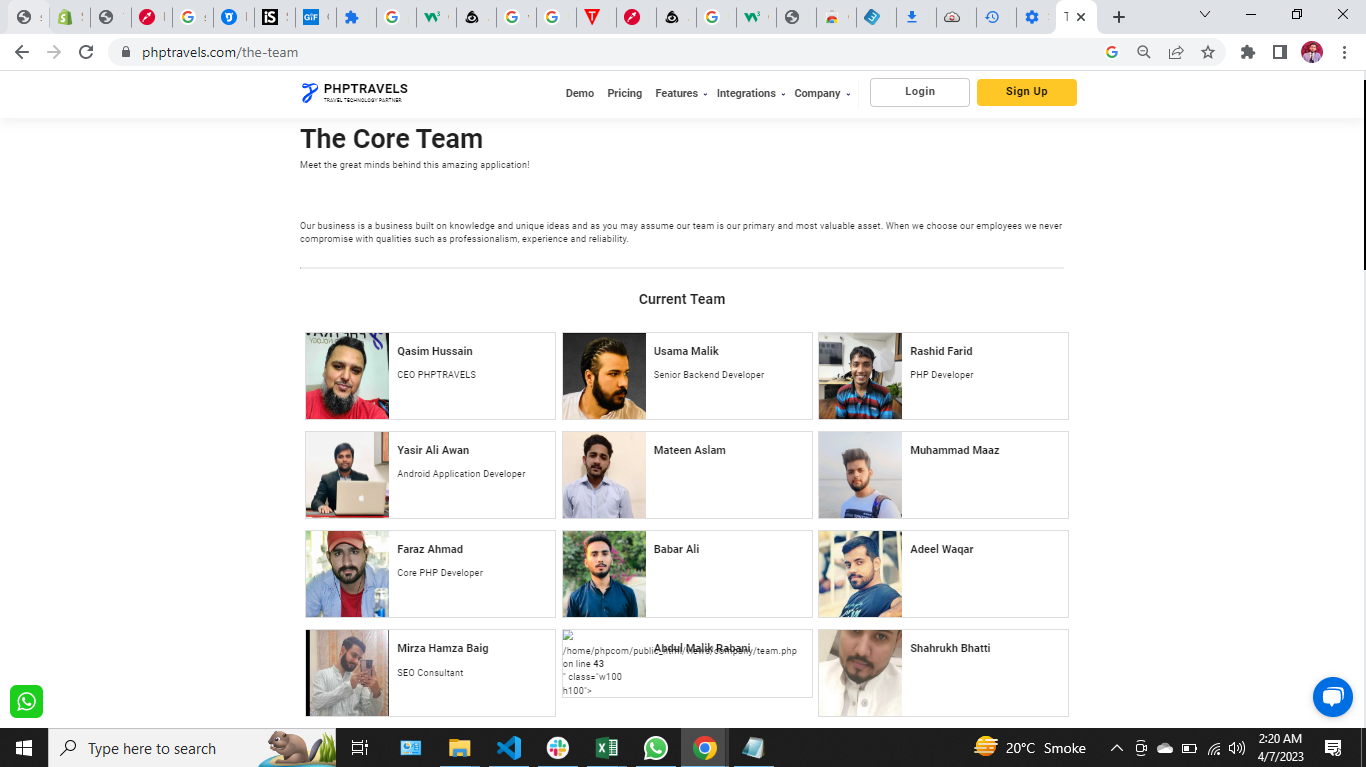 phptravels.com/the-team
PHPTRAVELS
TRAVEL TECHNOLOGY PARTNER
Demo Pricing Features Integrations Company Login Sign Up
The Core Team
Meet the great minds behind this amazing application!
Our business is a business built on knowledge and unique ideas and as you may assume our team is our primary and most valuable asset. When we choose our employees we never
compromise with qualities such as professionalism, experience and reliability.
Current Team
Qasim Hussain
CEO PHPTRAVELS
Usama Malik
Senior Backend Developer
Rashid Farid
PHP Developer
Yasir Ali Awan
Android Application Developer
Mateen Aslam
Muhammad Maaz
Faraz Ahmad
Core PHP Developer
Babar Ali
Adeel Waqar
Mirza Hamza Baig
SEO Consultant
Abdul Malik Rabani
/home/phpcom/public_html/views/company/team.php
on line 43
" class="w100
h100">
Shahrukh Bhatti
Type here to search
20°C Smoke
2:20 AM
4/7/2023